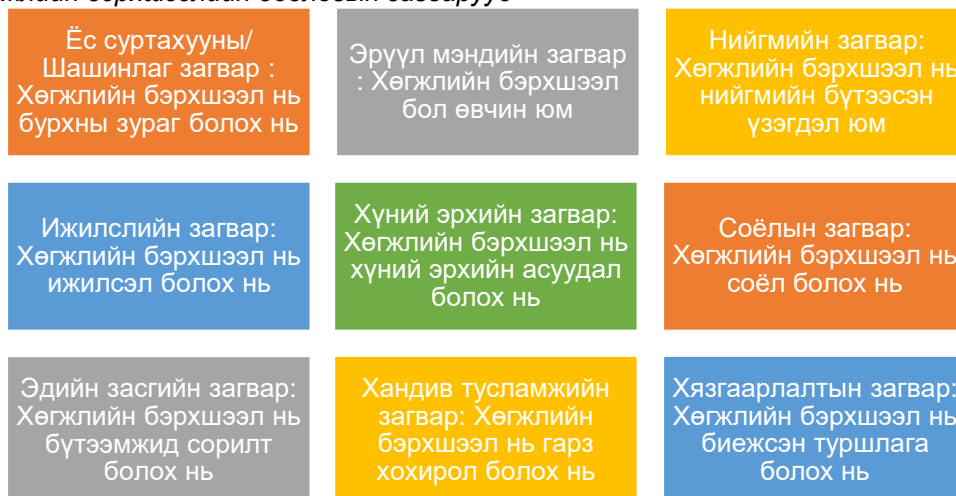 бэрхшээлийн
Ёс суртахууны/
Шашинлаг загвар :
Хөгжлийн бэрхшээл нь
бурхны зураг болох нь
Эрүүл мэндийн загвар
: Хөгжлийн бэрхшээл
бол өвчин юм
Нийгмийн загвар:
Хөгжлийн бэрхшээл нь
нийгмийн бүтээсэн
үзэгдэл юм
Ижилслийн загвар:
Хөгжлийн бэрхшээл нь
ижилсэл болох нь
Хүний эрхийн загвар:
Хөгжлийн бэрхшээл нь
хүний эрхийн асуудал
болох нь
Соёлын загвар:
Хөгжлийн бэрхшээл нь
соёл болох нь
Эдийн засгийн загвар:
Хөгжлийн бэрхшээл нь
бүтээмжид сорилт
болох нь
Хандив тусламжийн
загвар: Хөгжлийн
бэрхшээл нь гарз
хохирол болох нь
Хязгаарлалтын загвар:
Хөгжлийн бэрхшээл нь
биежсэн туршлага
болох нь